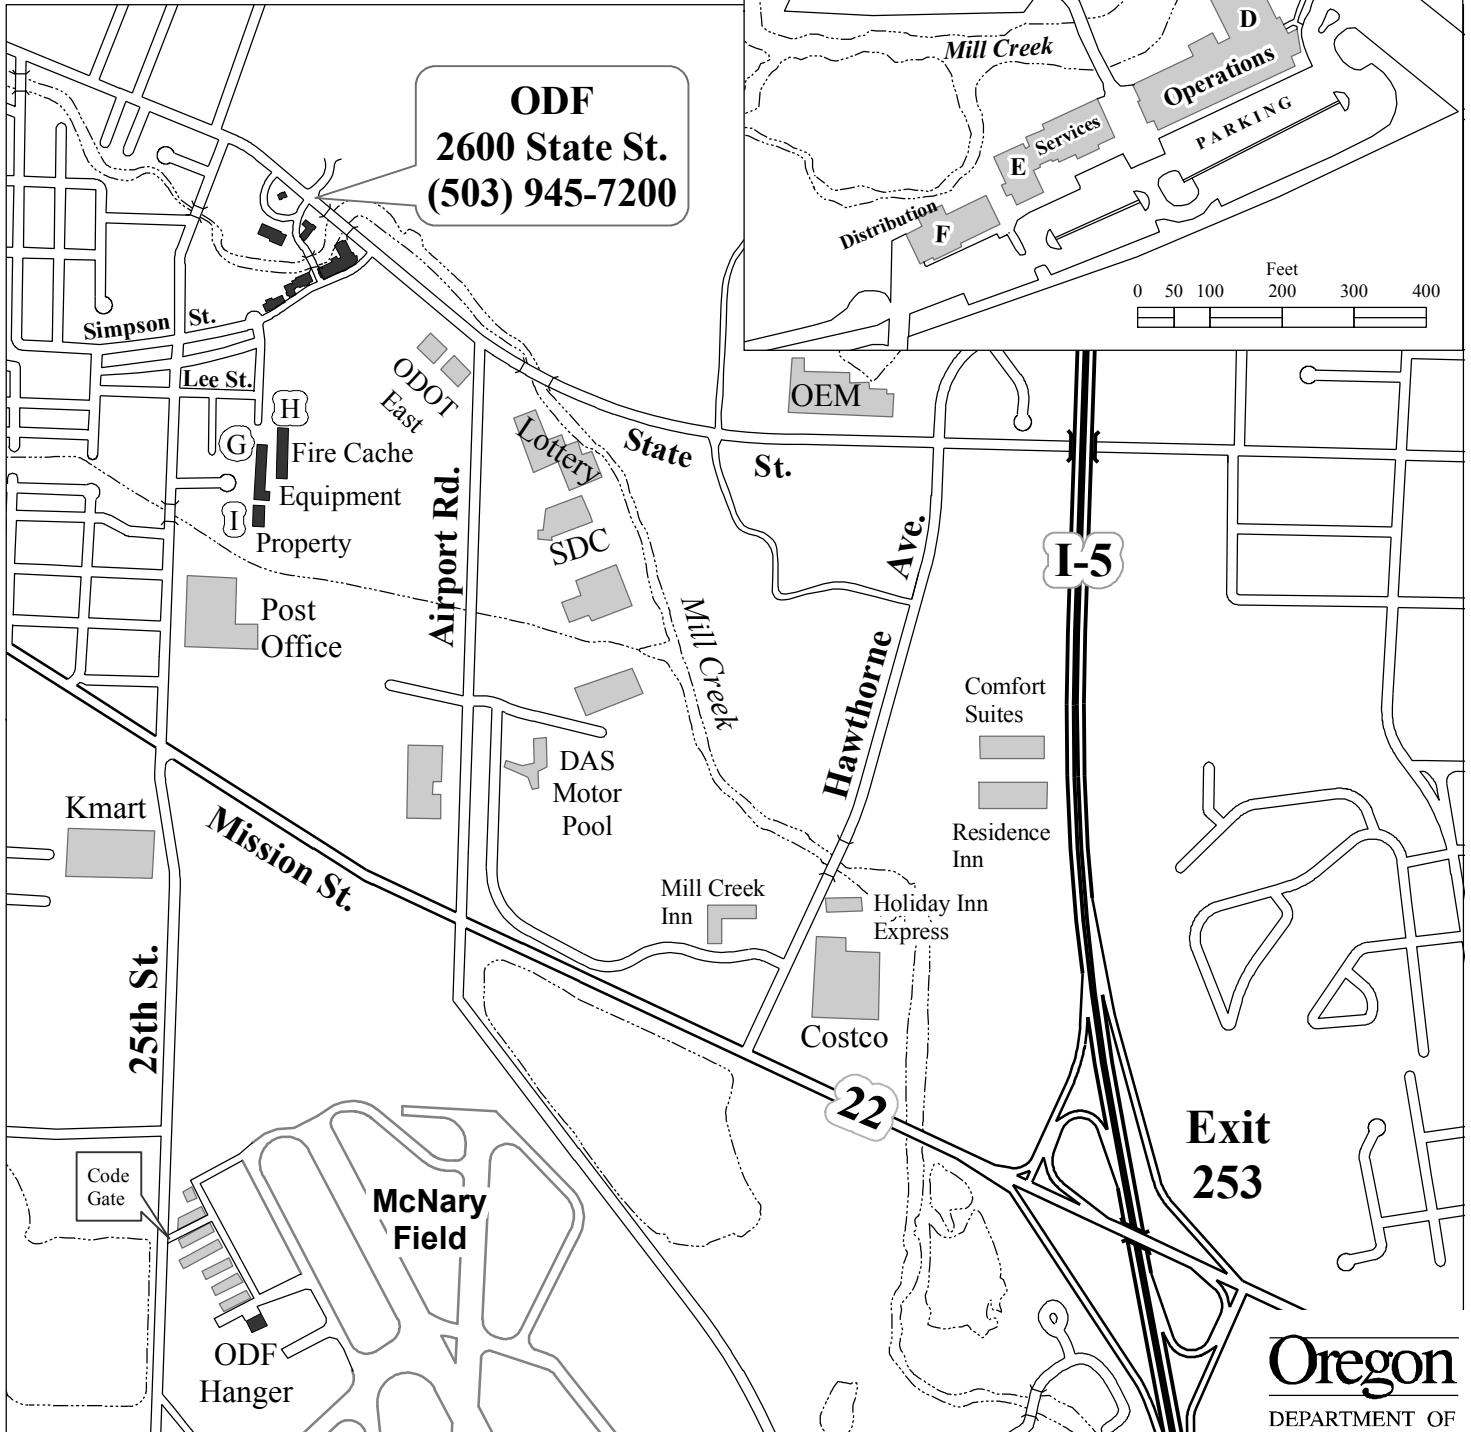 ODF
2600 State St.
(503) 945-7200
Mill Creek
D
Operations
PARKING
Services
E
Distribution
F
Feet
0 50 100 200 300 400
Simpson St.
Lee St.
ODOT
East
OEM
H
G
Fire Cache
Equipment
I
Property
Lottery
State St.
SDC
Airport Rd.
Hawthorne Ave.
I-5
Post
Office
Mill Creek
Comfort
Suites
DAS
Motor
Pool
Kmart
Mission St.
Residence
Inn
Mill Creek
Inn
Holiday Inn
Express
25th St.
Costco
22
Exit
253
Code
Gate
McNary
Field
ODF
Hanger
Oregon
DEPARTMENT OF